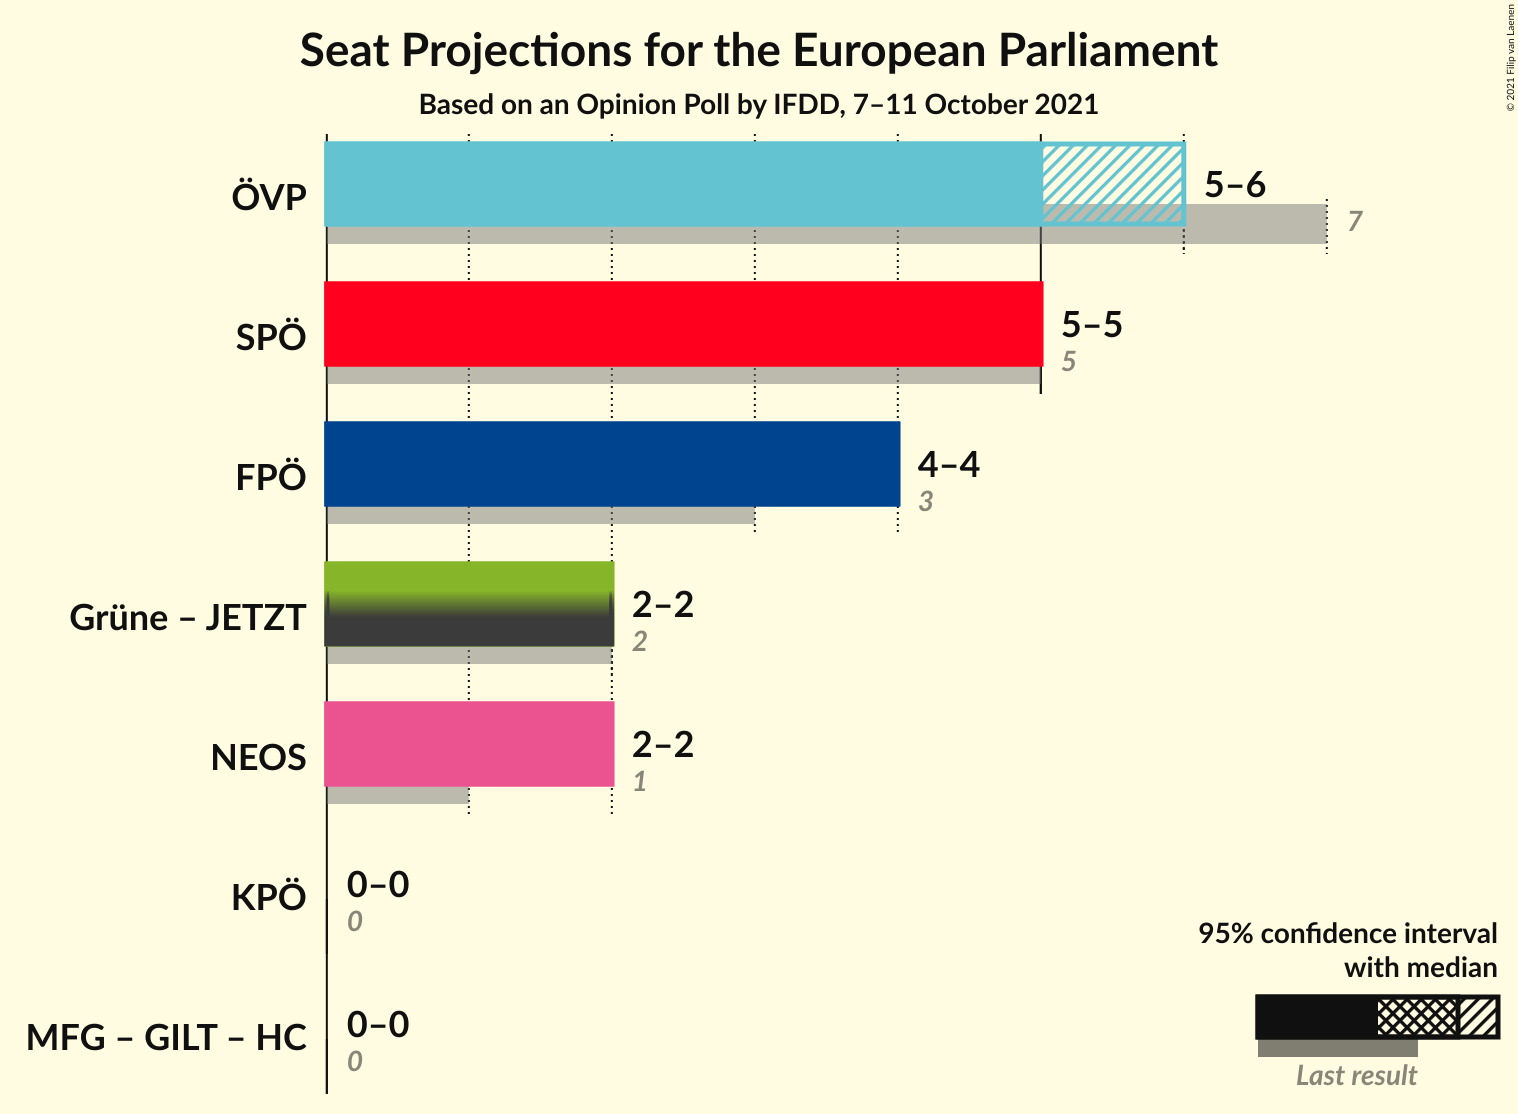 Seat Projections for the European Parliament
Based on an Opinion Poll by IFDD, 7–11 October 2021
© 2021 Filip van Laenen
ÖVP
5–6
7
SPÖ
5–5
5
FPÖ
4–4
3
Grüne – JETZT
2–2
2
NEOS
2–2
1
KPÖ
0–0
0
MFG – GILT – HC
0–0
0
95% confidence interval
with median
Last result